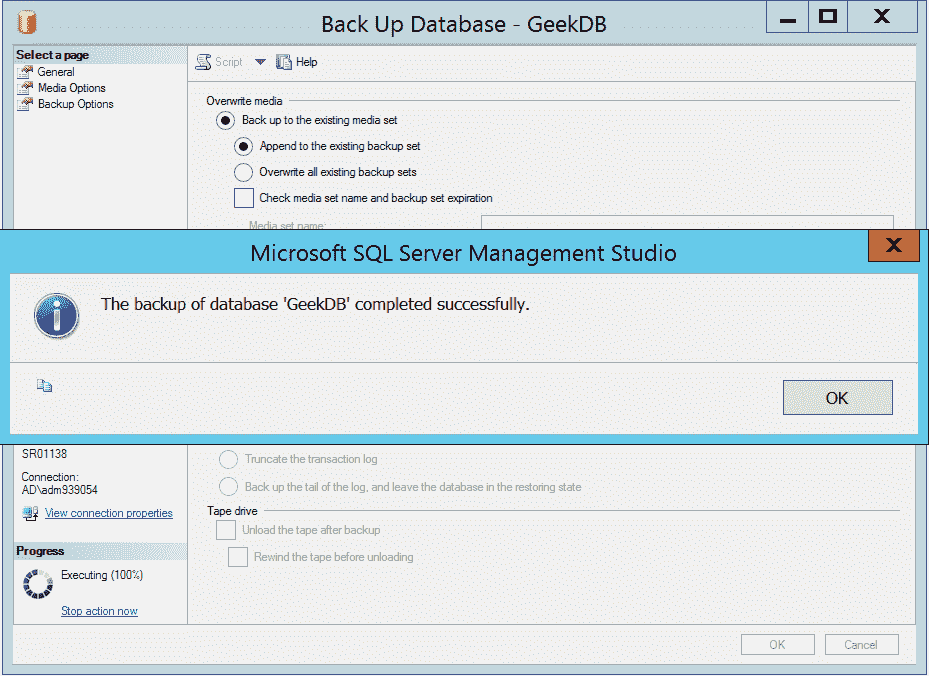 Back Up Database - GeekDB
Select a page
General
Media Options
Backup Options
Script
Help
Overwrite media
Back up to the existing media set
Append to the existing backup set
Overwrite all existing backup sets
Check media set name and backup set expiration
Media set name:
Microsoft SQL Server Management Studio
The backup of database 'GeekDB' completed successfully.
OK
SR01138
Connection:
AD\adm939054
View connection properties
Progress
Executing (100%)
Stop action now
Truncate the transaction log
Back up the tail of the log, and leave the database in the restoring state
Tape drive
Unload the tape after backup
Rewind the tape before unloading
OK
Cancel